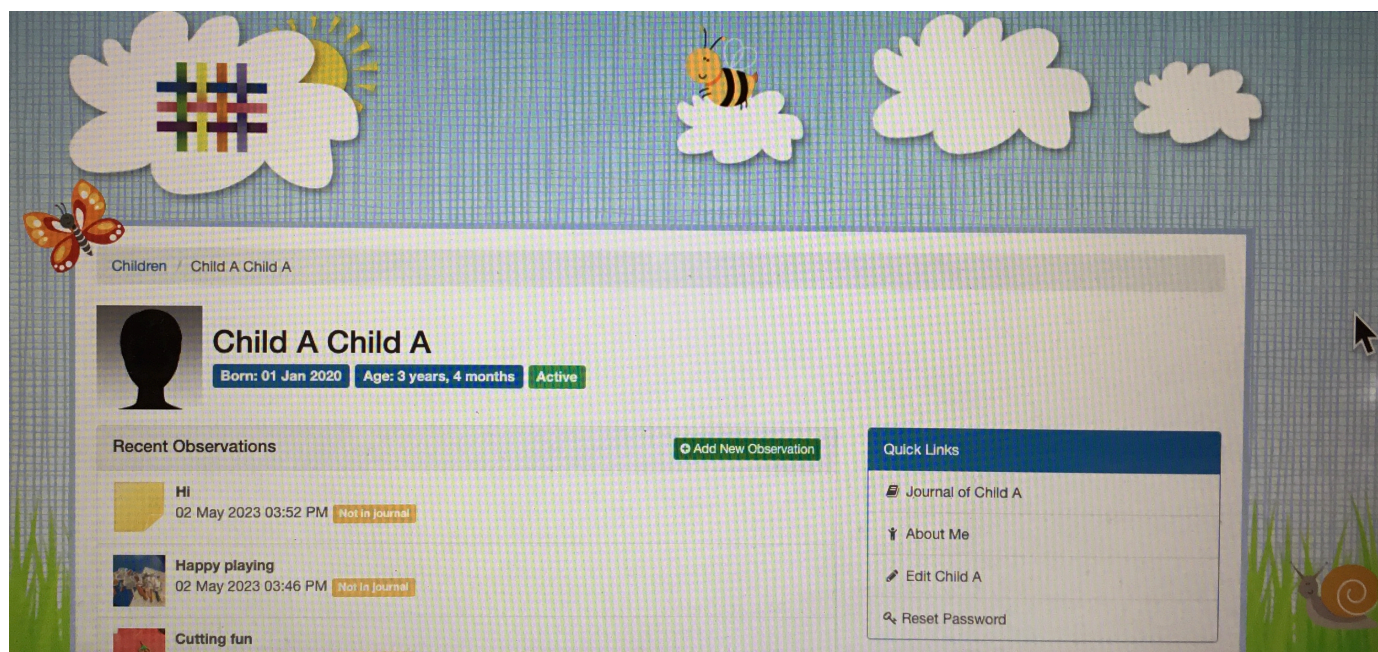 Children / Child A Child A
Child A Child A
Born: 01 Jan 2020 Age: 3 years, 4 months Active
Recent Observations
Add New Observation
Hi
02 May 2023 03:52 PM Not in journal
Happy playing
02 May 2023 03:46 PM Not in journal
Cutting fun
Quick Links
Journal of Child A
About Me
Edit Child A
Reset Password